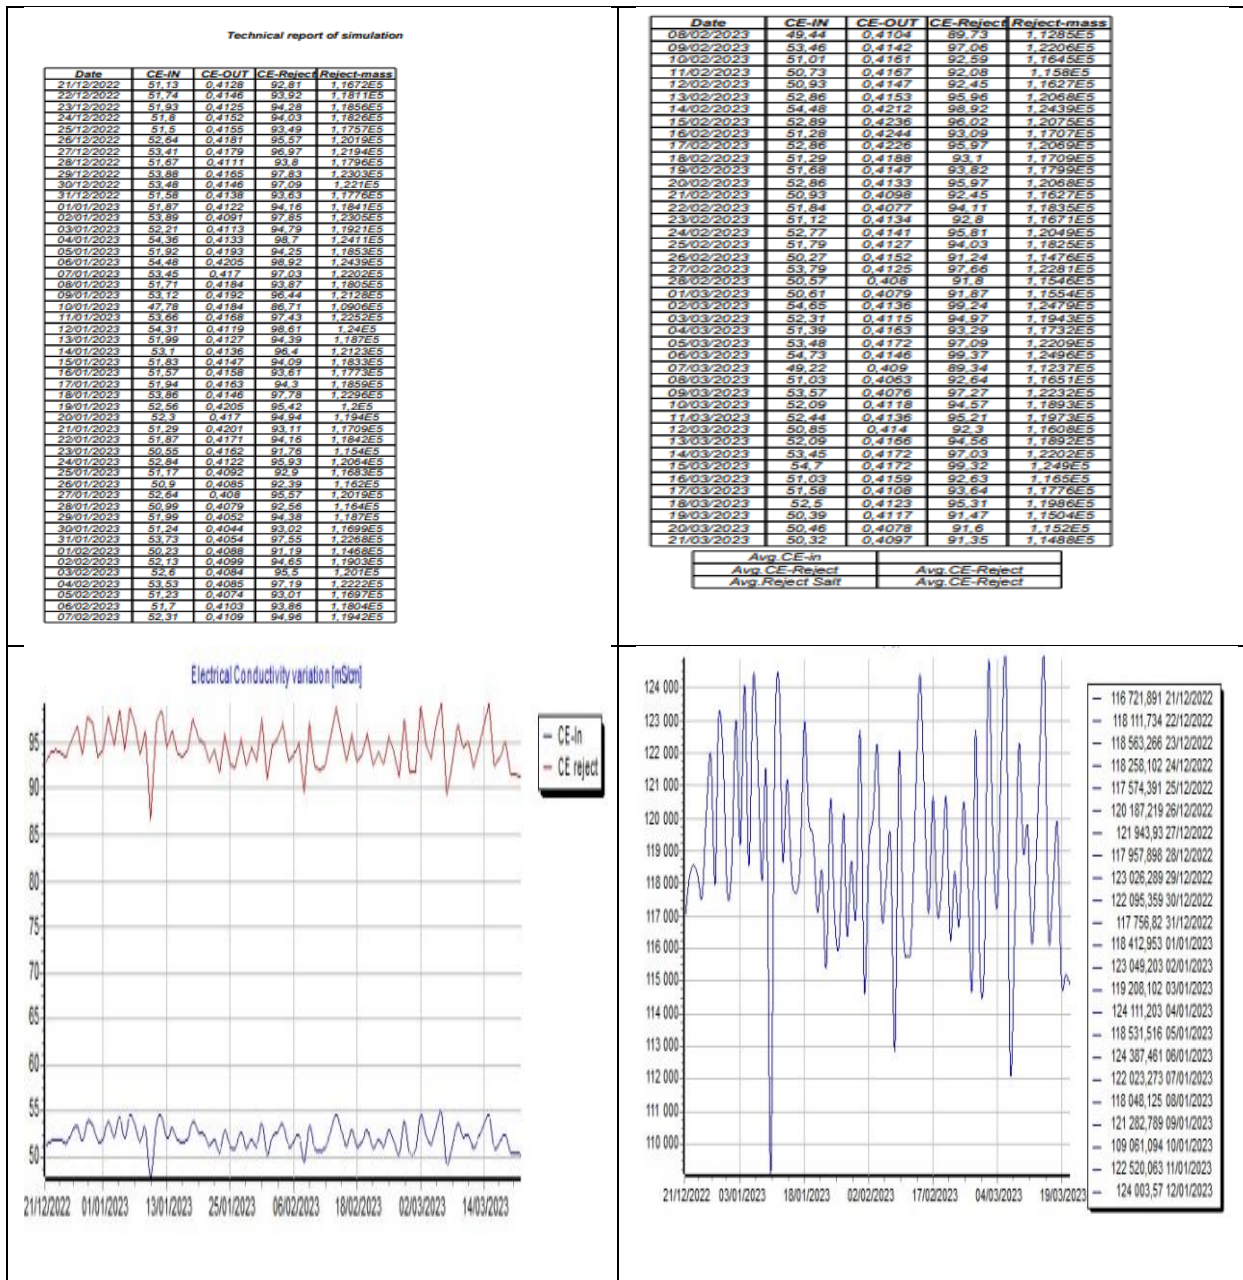 Technical report of simulation
Date CE-IN CE-OUT CE-Reject Reject-mass
21/12/2022 51,13 0,4128 92,81 1,1672E5
22/12/2022 51,74 0,4146 93,92 1,1811E5
23/12/2022 51,93 0,4125 94,28 1,1856E5
24/12/2022 51,8 0,4152 94,03 1,1826E5
25/12/2022 51,5 0,4155 93,49 1,1757E5
26/12/2022 52,64 0,4181 95,57 1,2019E5
27/12/2022 53,41 0,4179 96,97 1,2194E5
28/12/2022 51,67 0,4111 93,8 1,1796E5
29/12/2022 53,88 0,4165 97,83 1,2303E5
30/12/2022 53,48 0,4146 97,09 1,221E5
31/12/2022 51,58 0,4138 93,63 1,1776E5
01/01/2023 51,87 0,4122 94,16 1,1841E5
02/01/2023 53,89 0,4091 97,85 1,2305E5
03/01/2023 52,21 0,4113 94,79 1,1921E5
04/01/2023 54,36 0,4133 98,7 1,2411E5
05/01/2023 51,92 0,4193 94,25 1,1853E5
06/01/2023 54,48 0,4205 98,92 1,2439E5
07/01/2023 53,45 0,417 97,03 1,2202E5
08/01/2023 51,71 0,4184 93,87 1,1805E5
09/01/2023 53,12 0,4192 96,44 1,2128E5
10/01/2023 47,78 0,4184 86,71 1,0906E5
11/01/2023 53,66 0,4168 97,43 1,2252E5
12/01/2023 54,31 0,4119 98,61 1,24E5
13/01/2023 51,99 0,4127 94,39 1,187E5
14/01/2023 53,1 0,4136 96,4 1,2123E5
15/01/2023 51,83 0,4147 94,09 1,1833E5
16/01/2023 51,57 0,4158 93,61 1,1773E5
17/01/2023 51,94 0,4163 94,3 1,1859E5
18/01/2023 53,86 0,4146 97,78 1,2296E5
19/01/2023 52,56 0,4205 95,42 1,2E5
20/01/2023 52,3 0,417 94,94 1,194E5
21/01/2023 51,29 0,4201 93,11 1,1709E5
22/01/2023 51,87 0,4171 94,16 1,1842E5
23/01/2023 50,55 0,4162 91,76 1,154E5
24/01/2023 52,84 0,4122 95,93 1,2064E5
25/01/2023 51,17 0,4092 92,9 1,1683E5
26/01/2023 50,9 0,4085 92,39 1,162E5
27/01/2023 52,64 0,408 95,57 1,2019E5
28/01/2023 50,99 0,4079 92,56 1,164E5
29/01/2023 51,99 0,4052 94,38 1,187E5
30/01/2023 51,24 0,4044 93,02 1,1699E5
31/01/2023 53,73 0,4054 97,55 1,2268E5
01/02/2023 50,23 0,4088 91,19 1,1468E5
02/02/2023 52,13 0,4099 94,65 1,1903E5
03/02/2023 52,6 0,4084 95,5 1,201E5
04/02/2023 53,53 0,4085 97,19 1,2222E5
05/02/2023 51,23 0,4074 93,01 1,1697E5
06/02/2023 51,7 0,4103 93,86 1,1804E5
07/02/2023 52,31 0,4109 94,96 1,1942E5
Date CE-IN CE-OUT CE-Reject Reject-mass
08/02/2023 49,44 0,4104 89,73 1,1285E5
09/02/2023 53,46 0,4142 97,06 1,2206E5
10/02/2023 51,01 0,4161 92,59 1,1645E5
11/02/2023 50,73 0,4167 92,08 1,158E5
12/02/2023 50,93 0,4147 92,45 1,1627E5
13/02/2023 52,86 0,4153 95,96 1,2068E5
14/02/2023 54,48 0,4212 98,92 1,2439E5
15/02/2023 52,89 0,4236 96,02 1,2075E5
16/02/2023 51,28 0,4244 93,09 1,1707E5
17/02/2023 52,86 0,4226 95,97 1,2069E5
18/02/2023 51,29 0,4188 93,1 1,1709E5
19/02/2023 51,68 0,4147 93,82 1,1799E5
20/02/2023 52,86 0,4133 95,97 1,2068E5
21/02/2023 50,93 0,4098 92,45 1,1627E5
22/02/2023 51,84 0,4077 94,11 1,1835E5
23/02/2023 51,12 0,4134 92,8 1,1671E5
24/02/2023 52,77 0,4141 95,81 1,2049E5
25/02/2023 51,79 0,4127 94,03 1,1825E5
26/02/2023 50,27 0,4152 91,24 1,1476E5
27/02/2023 53,79 0,4125 97,66 1,2281E5
28/02/2023 50,57 0,408 91,8 1,1546E5
01/03/2023 50,61 0,4079 91,87 1,1554E5
02/03/2023 54,65 0,4136 99,24 1,2479E5
03/03/2023 52,31 0,4115 94,97 1,1943E5
04/03/2023 51,39 0,4163 93,29 1,1732E5
05/03/2023 53,48 0,4172 97,09 1,2209E5
06/03/2023 54,73 0,4146 99,37 1,2496E5
07/03/2023 49,22 0,409 89,34 1,1237E5
08/03/2023 51,03 0,4063 92,64 1,1651E5
09/03/2023 53,57 0,4076 97,27 1,2232E5
10/03/2023 52,09 0,4118 94,57 1,1893E5
11/03/2023 52,44 0,4136 95,21 1,1973E5
12/03/2023 50,85 0,414 92,3 1,1608E5
13/03/2023 52,09 0,4166 94,56 1,1892E5
14/03/2023 53,45 0,4172 97,03 1,2202E5
15/03/2023 54,7 0,4172 99,32 1,249E5
16/03/2023 51,03 0,4159 92,63 1,165E5
17/03/2023 51,58 0,4108 93,64 1,1776E5
18/03/2023 52,5 0,4123 95,31 1,1986E5
19/03/2023 50,39 0,4117 91,47 1,1504E5
20/03/2023 50,46 0,4078 91,6 1,152E5
21/03/2023 50,32 0,4097 91,35 1,1488E5
Avg.CE-in
Avg.CE-Reject Avg.CE-Reject
Avg.Reject Salt Avg.CE-Reject
Electrical Conductivity variation [mS/cm]
95
90
85
80
75
70
65
60
55
50
21/12/2022 01/01/2023 13/01/2023 25/01/2023 06/02/2023 18/02/2023 02/03/2023 14/03/2023
CE-In
CE reject
124 000
123 000
122 000
121 000
120 000
119 000
118 000
117 000
116 000
115 000
114 000
113 000
112 000
111 000
110 000
21/12/2022 03/01/2023 18/01/2023 02/02/2023 17/02/2023 04/03/2023 19/03/2023
116 721,891 21/12/2022
118 111,734 22/12/2022
118 563,266 23/12/2022
118 258,102 24/12/2022
117 574,391 25/12/2022
120 187,219 26/12/2022
121 943,93 27/12/2022
117 957,898 28/12/2022
123 026,289 29/12/2022
122 095,359 30/12/2022
117 756,82 31/12/2022
118 412,953 01/01/2023
123 049,203 02/01/2023
119 208,102 03/01/2023
124 111,203 04/01/2023
118 531,516 05/01/2023
124 387,461 06/01/2023
122 023,273 07/01/2023
118 048,125 08/01/2023
121 282,789 09/01/2023
109 061,094 10/01/2023
122 520,063 11/01/2023
124 003,57 12/01/2023